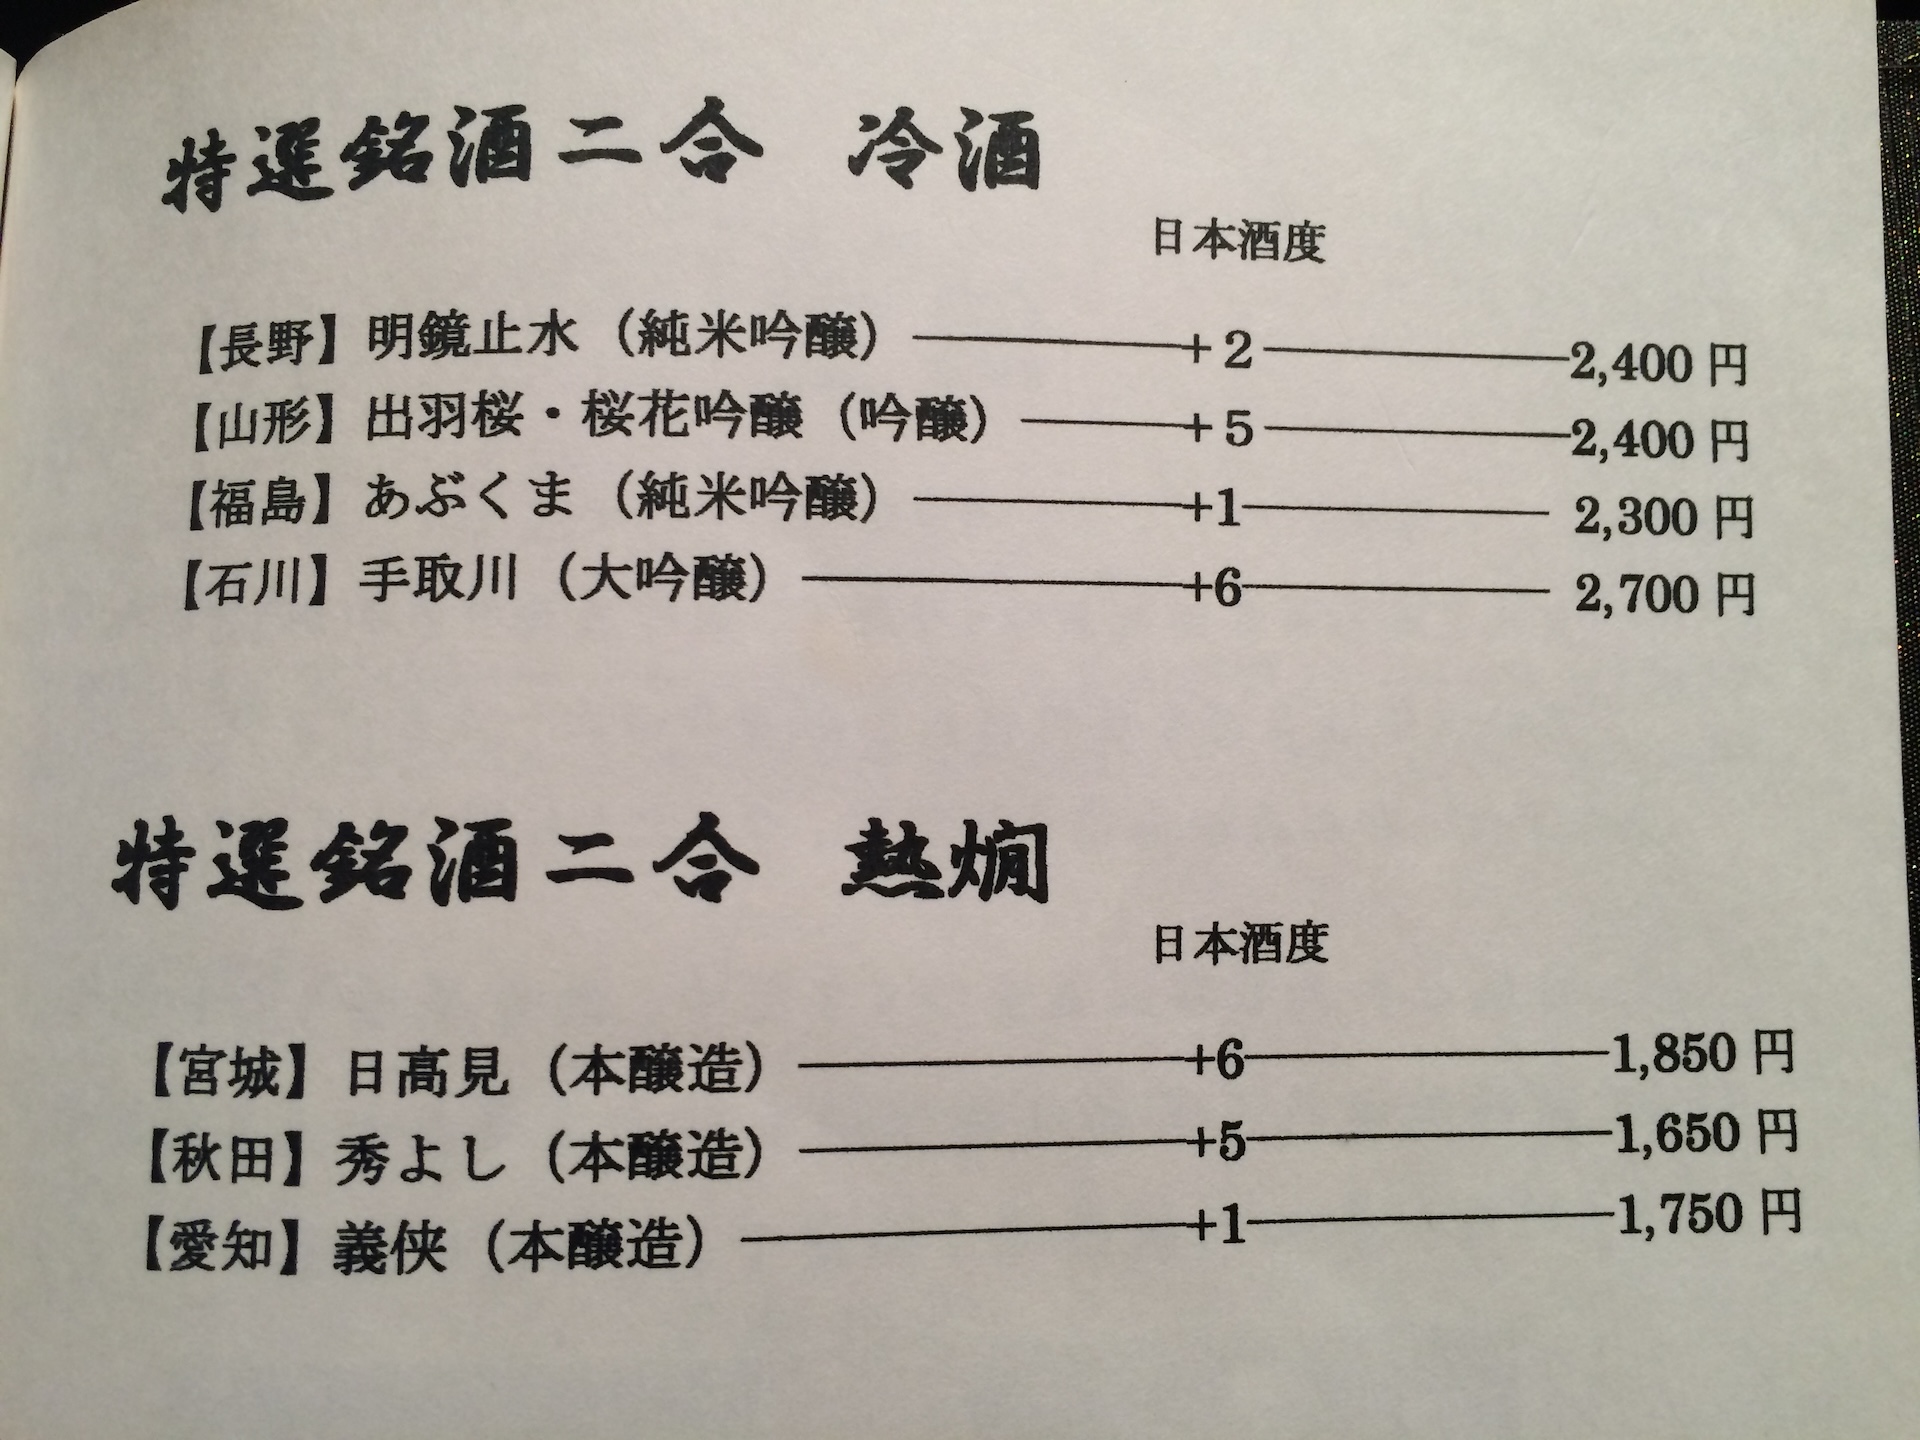 特選銘酒二合 冷酒
日本酒度
【長野】明鏡止水（純米吟醸）+2 2,400円
【山形】出羽桜・桜花吟醸（吟醸）+5 2,400円
【福島】あぶくま（純米吟醸）+1 2,300円
【石川】手取川（大吟醸）+6 2,700円
特選銘酒二合 熱燗
日本酒度
【宮城】日高見（本醸造）+6 1,850円
【秋田】秀よし（本醸造）+5 1,650円
【愛知】義侠（本醸造）+1 1,750円